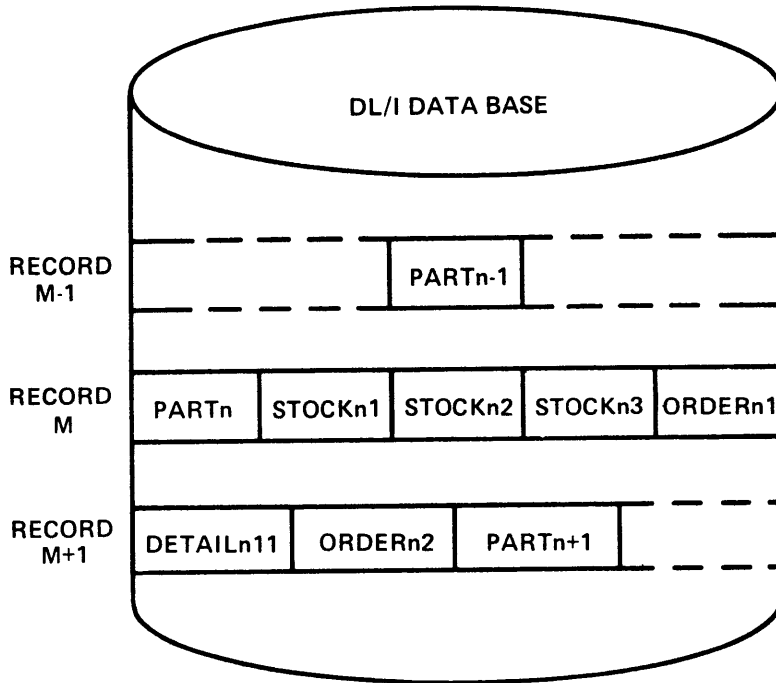 DL/I DATA BASE
RECORD
M-1
PARTn-1
RECORD
M
PARTn STOCKn1 STOCKn2 STOCKn3 ORDERn1
RECORD
M+1
DETAILn11 ORDERn2 PARTn+1